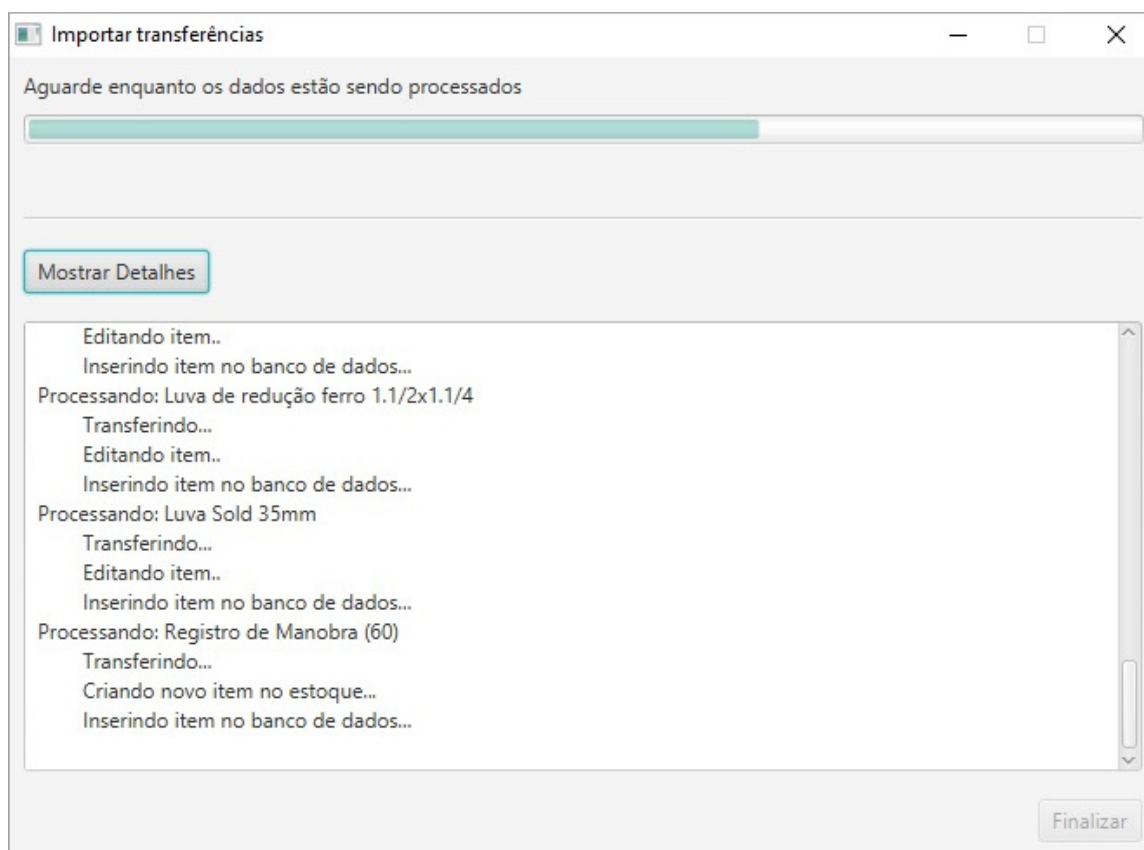 Importar transferências
Aguarde enquanto os dados estão sendo processados
Mostrar Detalhes
Editando item..
Inserindo item no banco de dados...
Processando: Luva de redução ferro 1.1/2x1.1/4
Transferindo...
Editando item..
Inserindo item no banco de dados...
Processando: Luva Sold 35mm
Transferindo...
Editando item..
Inserindo item no banco de dados...
Processando: Registro de Manobra (60)
Transferindo...
Criando novo item no estoque...
Inserindo item no banco de dados...
Finalizar